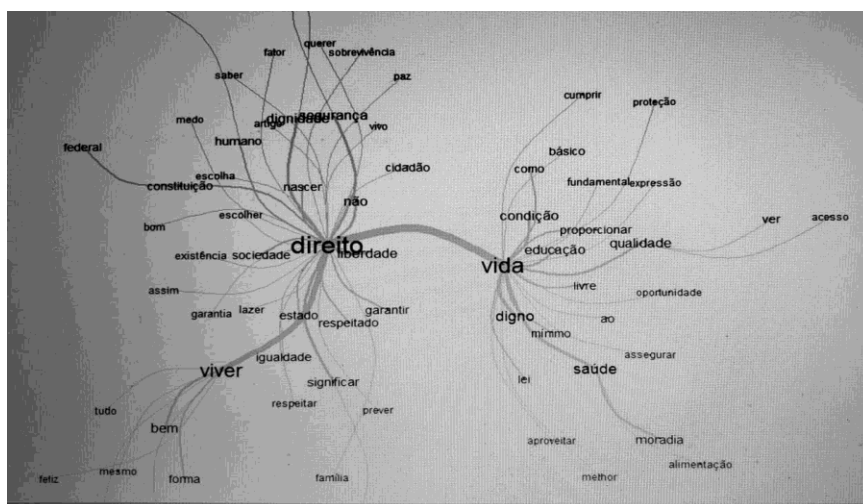 querer
fator
sobrevivência
saber
paz
cumprir
proteção
segurança
dignidade
artigo
vivo
medo
humano
federal
básico
cidadão
como
escolha
constituição
nascer
fundamental
expressão
não
escolher
condição
ver
acesso
bom
proporcionar
direito
qualidade
existência
sociedade
liberdade
educação
vida
assim
livre
oportunidade
garantia
lazer
estado
garantir
respeitado
digno
ao
mínimo
igualdade
assegurar
viver
saúde
significar
lei
respeitar
prever
tudo
bem
aproveitar
moradia
alimentação
mesmo
feliz
forma
família
melhor